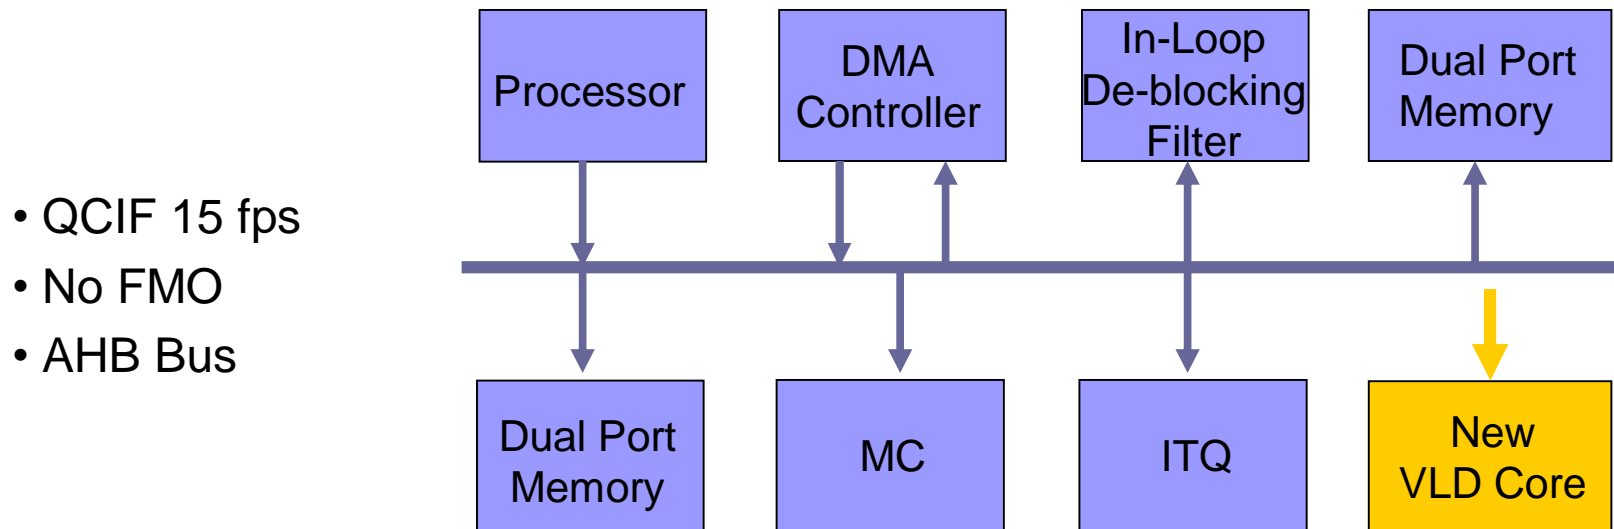 • QCIF 15 fps
• No FMO
• AHB Bus
Processor
DMA
Controller
In-Loop
De-blocking
Filter
Dual Port
Memory
Dual Port
Memory
MC
ITQ
New
VLD Core